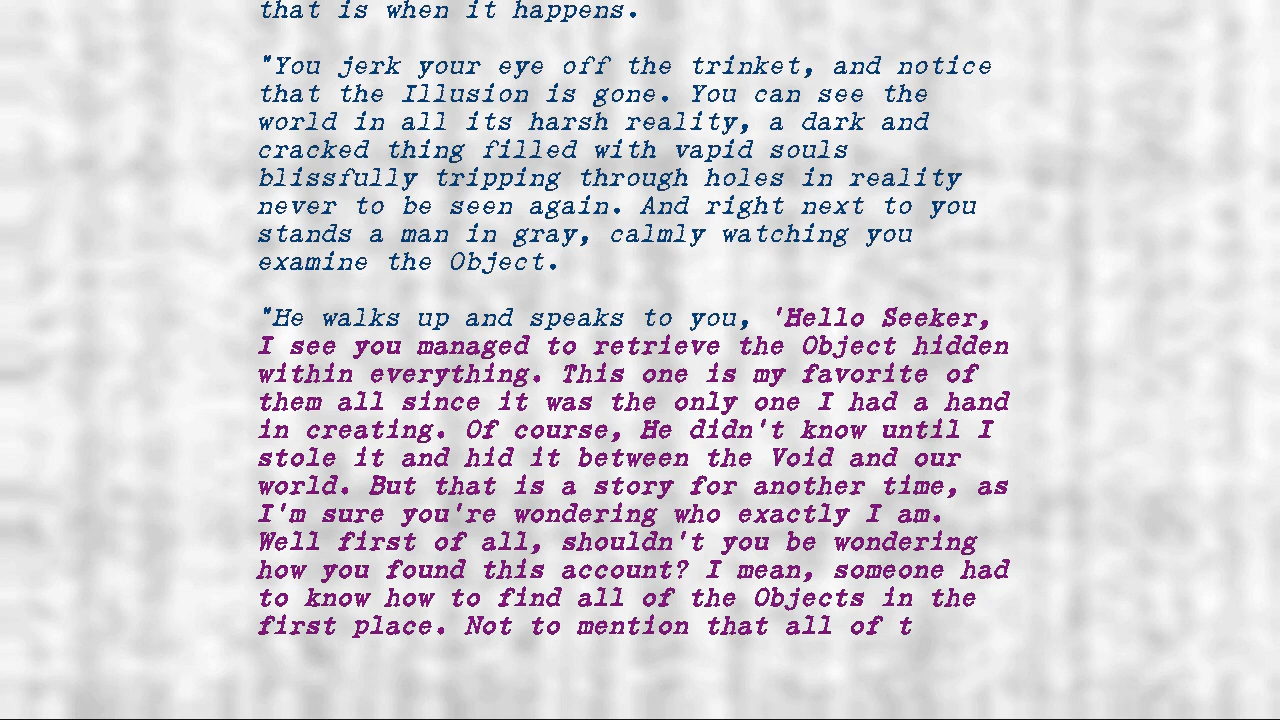 that is when it happens.
"You jerk your eye off the trinket, and notice
that the Illusion is gone. You can see the
world in all its harsh reality, a dark and
cracked thing filled with vapid souls
blissfully tripping through holes in reality
never to be seen again. And right next to you
stands a man in gray, calmly watching you
examine the Object.
"He walks up and speaks to you, 'Hello Seeker,
I see you managed to retrieve the Object hidden
within everything. This one is my favorite of
them all since it was the only one I had a hand
in creating. Of course, He didn't know until I
stole it and hid it between the Void and our
world. But that is a story for another time, as
I'm sure you're wondering who exactly I am.
Well first of all, shouldn't you be wondering
how you found this account? I mean, someone had
to know how to find all of the Objects in the
first place. Not to mention that all of t